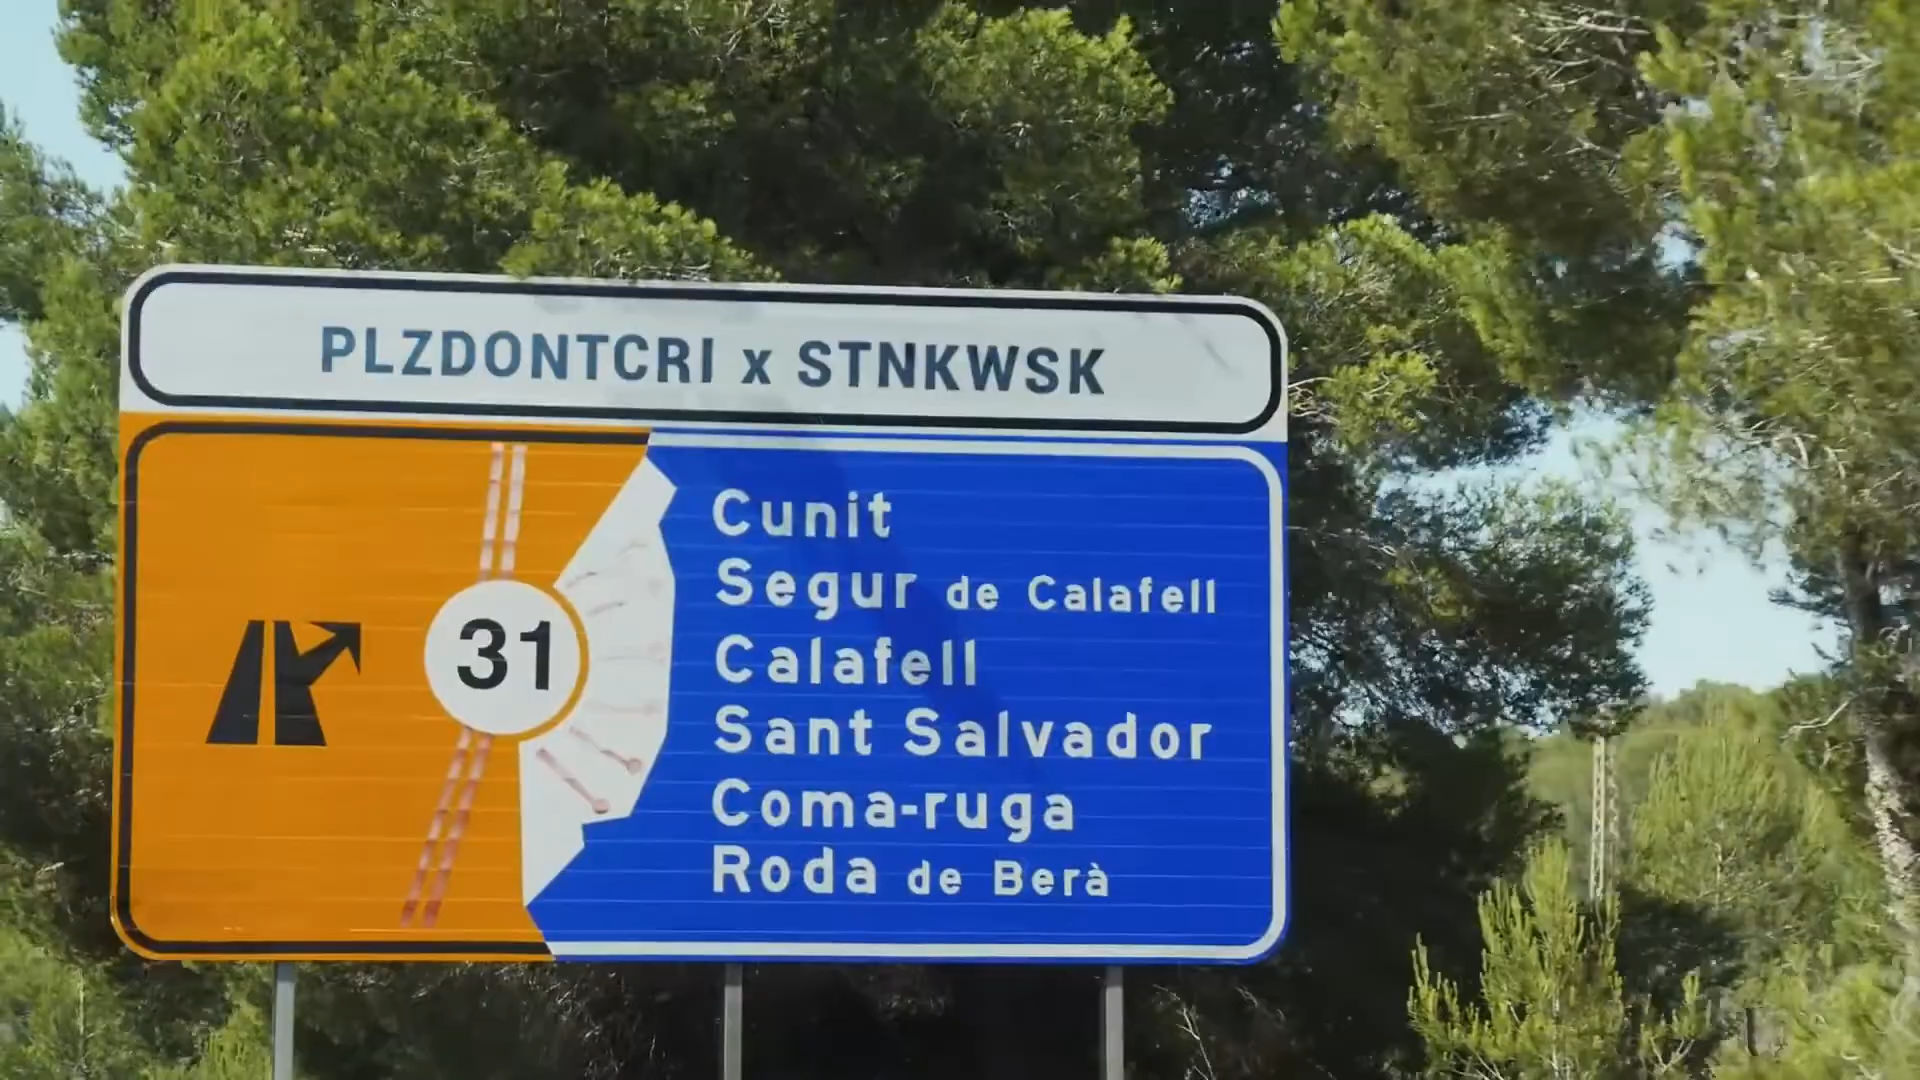 PLZDONTCRI x STNKWSK
31
Cunit
Segur de Calafell
Calafell
Sant Salvador
Coma-ruga
Roda de Berà